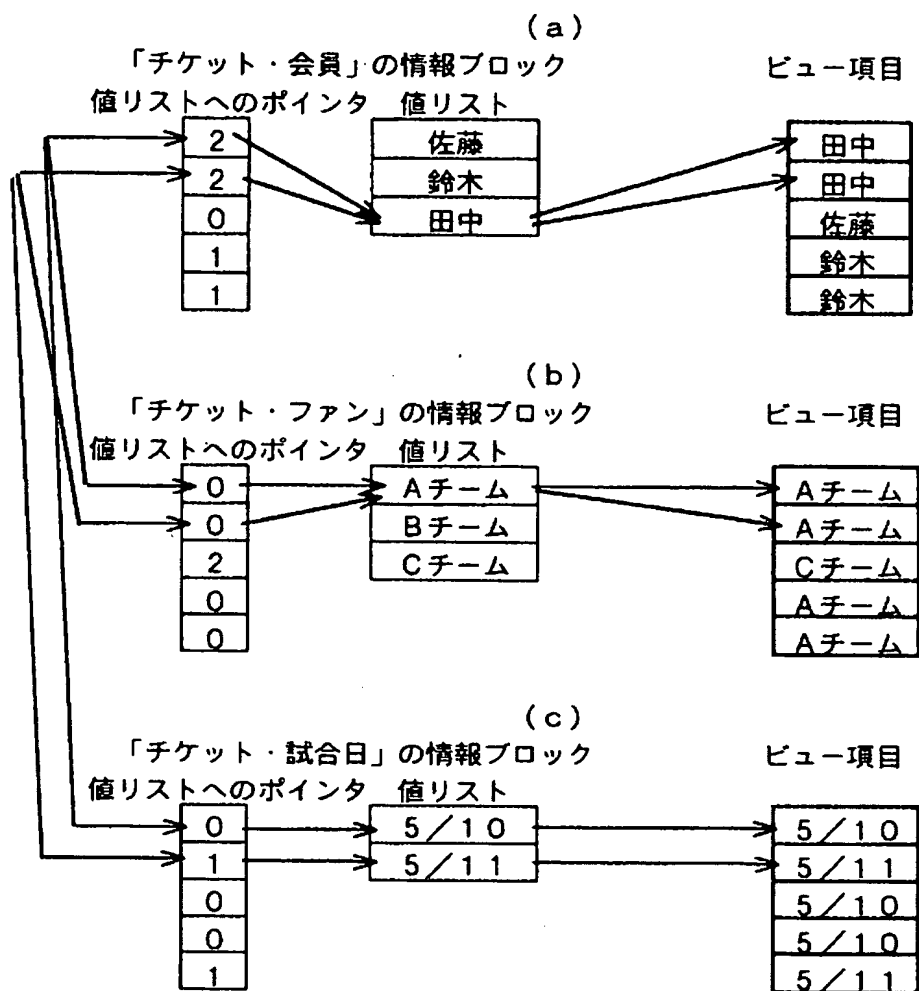 (a)
「チケット・会員」の情報ブロック ビュー項目
値リストへのポインタ 値リスト
2 佐藤 田中
2 鈴木 田中
0 田中 佐藤
1 鈴木
1 鈴木
(b)
「チケット・ファン」の情報ブロック ビュー項目
値リストへのポインタ 値リスト
0 Aチーム Aチーム
0 Bチーム Aチーム
2 Cチーム Cチーム
0 Aチーム
0 Aチーム
(c)
「チケット・試合日」の情報ブロック ビュー項目
値リストへのポインタ 値リスト
0 5/10 5/10
1 5/11 5/11
0 5/10
0 5/10
1 5/11